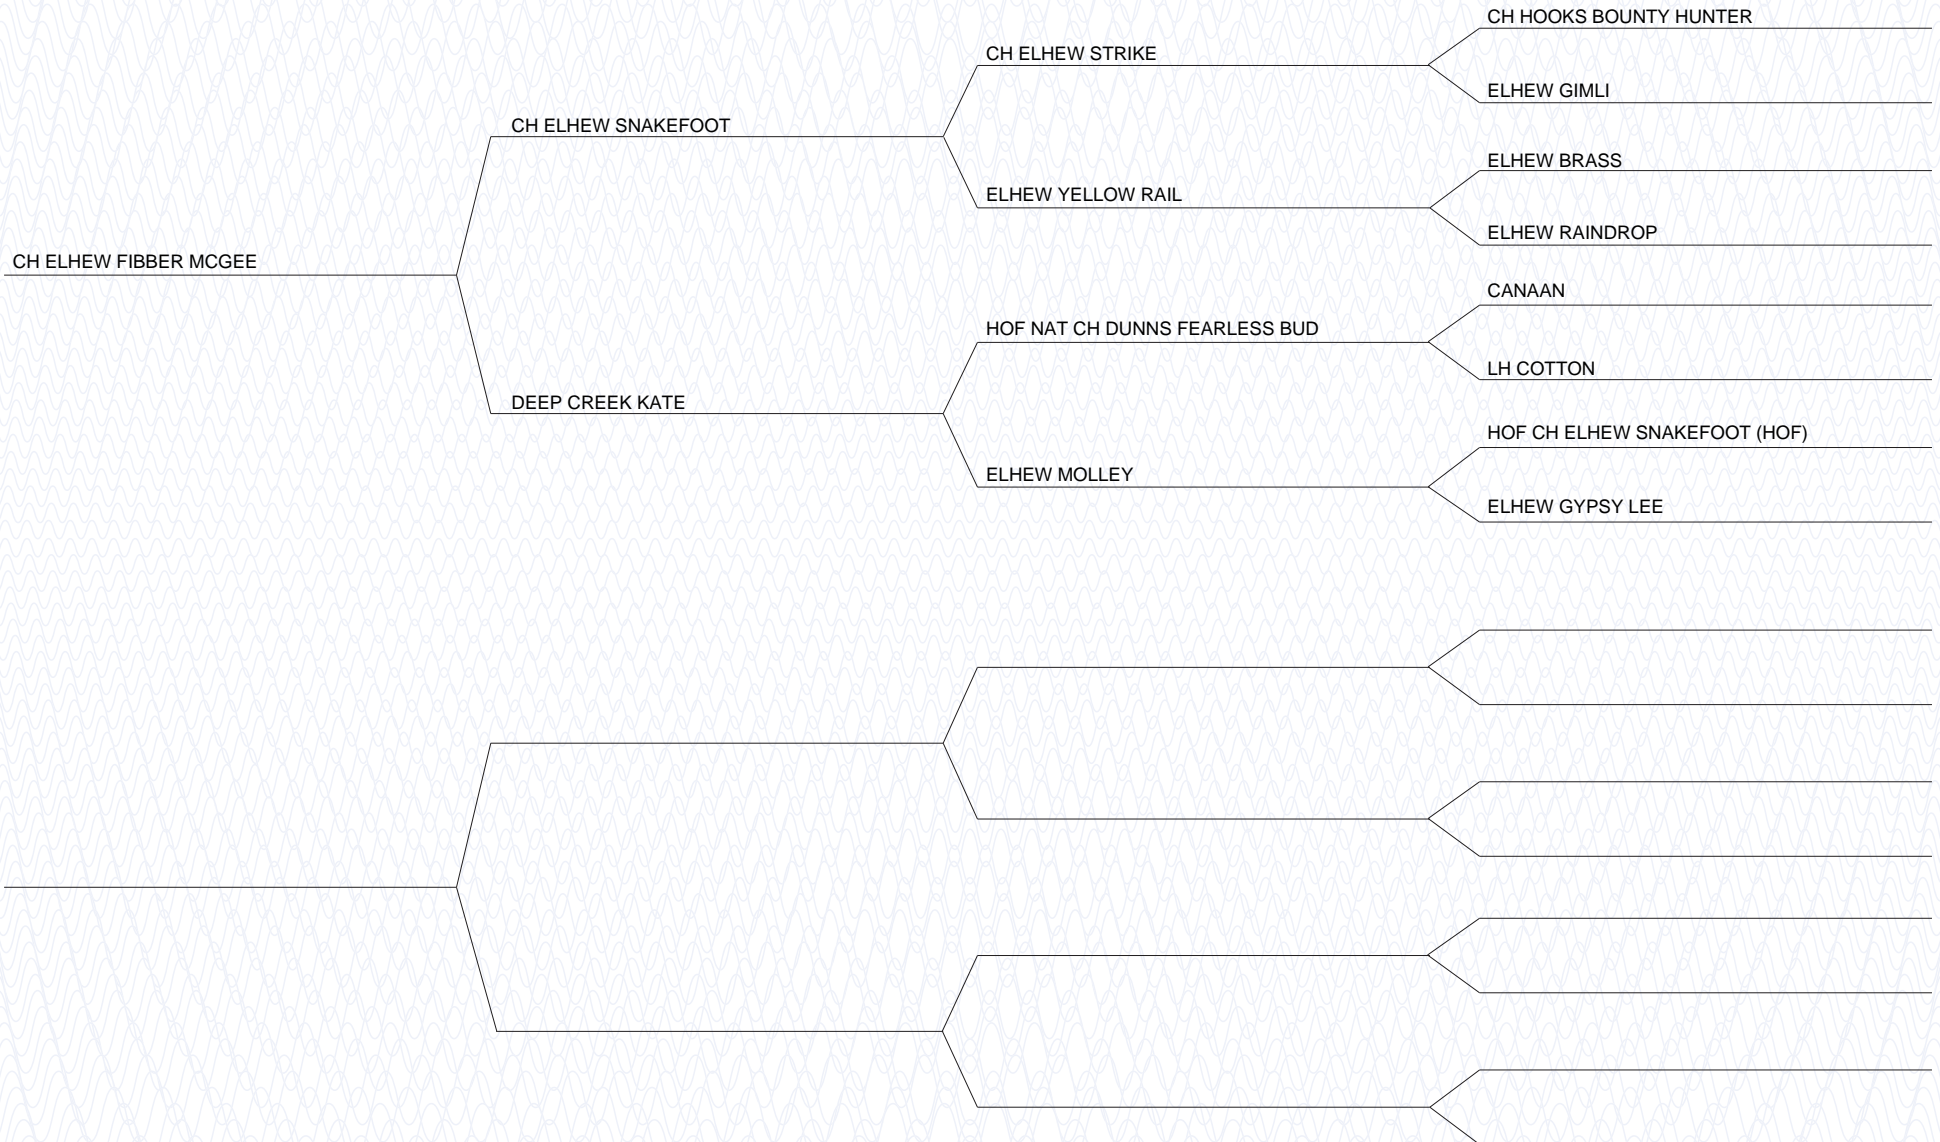 CH HOOKS BOUNTY HUNTER
CH ELHEW STRIKE
ELHEW GIMLI
CH ELHEW SNAKEFOOT
ELHEW BRASS
ELHEW YELLOW RAIL
ELHEW RAINDROP
CH ELHEW FIBBER MCGEE
CANAAN
HOF NAT CH DUNNS FEARLESS BUD
LH COTTON
DEEP CREEK KATE
HOF CH ELHEW SNAKEFOOT (HOF)
ELHEW MOLLEY
ELHEW GYPSY LEE